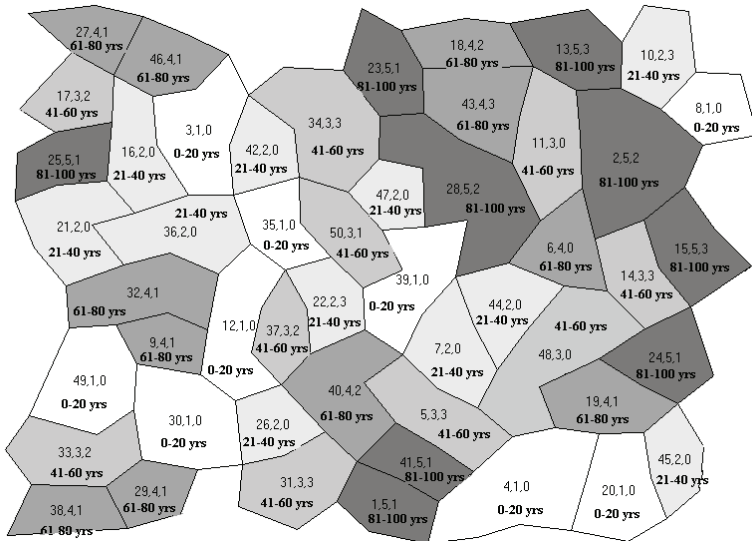 27,4,1
61-80 yrs
46,4,1
61-80 yrs
23,5,1
81-100 yrs
18,4,2
61-80 yrs
13,5,3
81-100 yrs
10,2,3
21-40 yrs
8,1,0
0-20 yrs
17,3,2
41-60 yrs
43,4,3
61-80 yrs
3,1,0
0-20 yrs
34,3,3
41-60 yrs
11,3,0
41-60 yrs
25,5,1
81-100 yrs
16,2,0
21-40 yrs
42,2,0
21-40 yrs
2,5,2
81-100 yrs
47,2,0
21-40 yrs
28,5,2
81-100 yrs
21,2,0
21-40 yrs
21-40 yrs
36,2,0
35,1,0
0-20 yrs
50,3,1
41-60 yrs
6,4,0
61-80 yrs
15,5,3
81-100 yrs
14,3,3
41-60 yrs
32,4,1
61-80 yrs
39,1,0
0-20 yrs
22,2,3
21-40 yrs
44,2,0
21-40 yrs
12,1,0
0-20 yrs
37,3,2
41-60 yrs
41-60 yrs
48,3,0
9,4,1
61-80 yrs
7,2,0
21-40 yrs
24,5,1
81-100 yrs
49,1,0
0-20 yrs
40,4,2
61-80 yrs
19,4,1
61-80 yrs
30,1,0
0-20 yrs
26,2,0
21-40 yrs
5,3,3
41-60 yrs
33,3,2
41-60 yrs
41,5,1
81-100 yrs
45,2,0
21-40 yrs
31,3,3
41-60 yrs
4,1,0
0-20 yrs
20,1,0
0-20 yrs
29,4,1
61-80 yrs
38,4,1
61-80 yrs
1,5,1
81-100 yrs